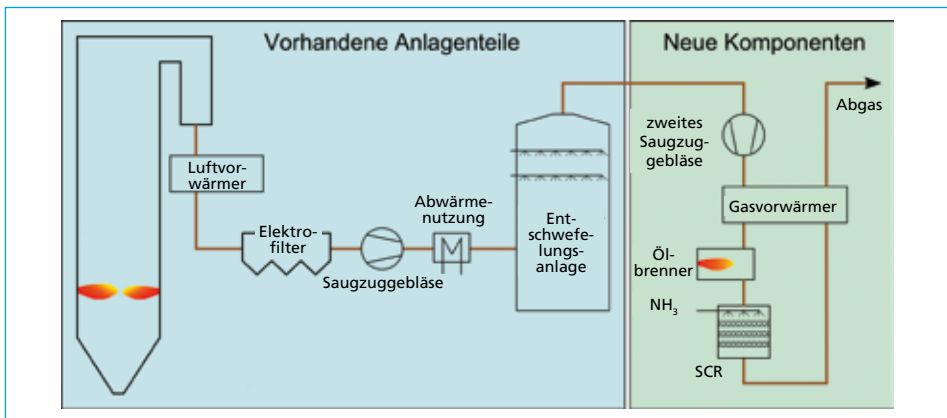 Vorhandene Anlagenteile
Neue Komponenten
Luftvor-
wärmer
Elektro-
filter
Saugzuggebläse
Abwärme-
nutzung
Ent-
schwefe-
lungs-
anlage
zweites
Saugzug-
gebläse
Abgas
Gasvorwärmer
Öl-
brenner
NH₃
SCR